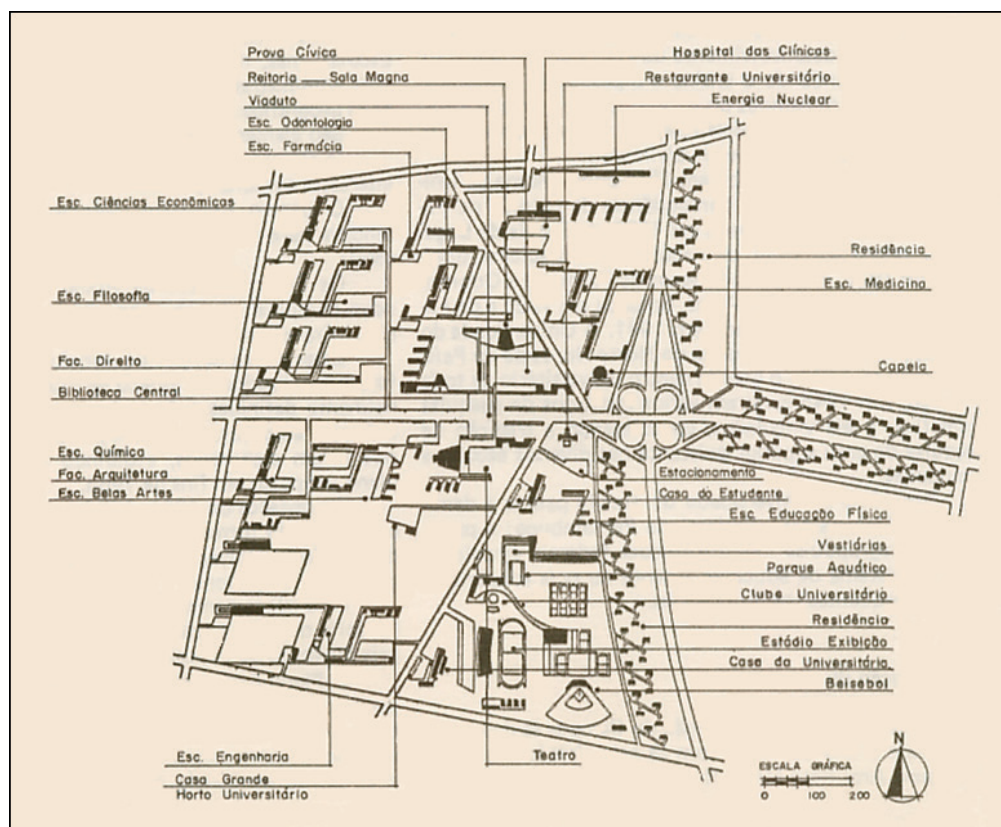 Prova Cívica
Reitoria Sala Magna
Viaduto
Esc. Odontologia
Esc. Farmácia
Hospital das Clínicas
Restaurante Universitário
Energia Nuclear
Esc. Ciências Econômicas
Esc. Filosofia
Fac. Direito
Biblioteca Central
Esc. Química
Fac. Arquitetura
Esc. Belas Artes
Residência
Esc. Medicina
Capela
Estacionamento
Casa do Estudente
Esc. Educação Física
Vestiárias
Parque Aquático
Clube Universitário
Residência
Estádio Exibição
Casa da Universitária
Beisebol
Esc. Engenharia
Casa Grande
Horto Universitário
Teatro
ESCALA GRÁFICA
0 100 200
N